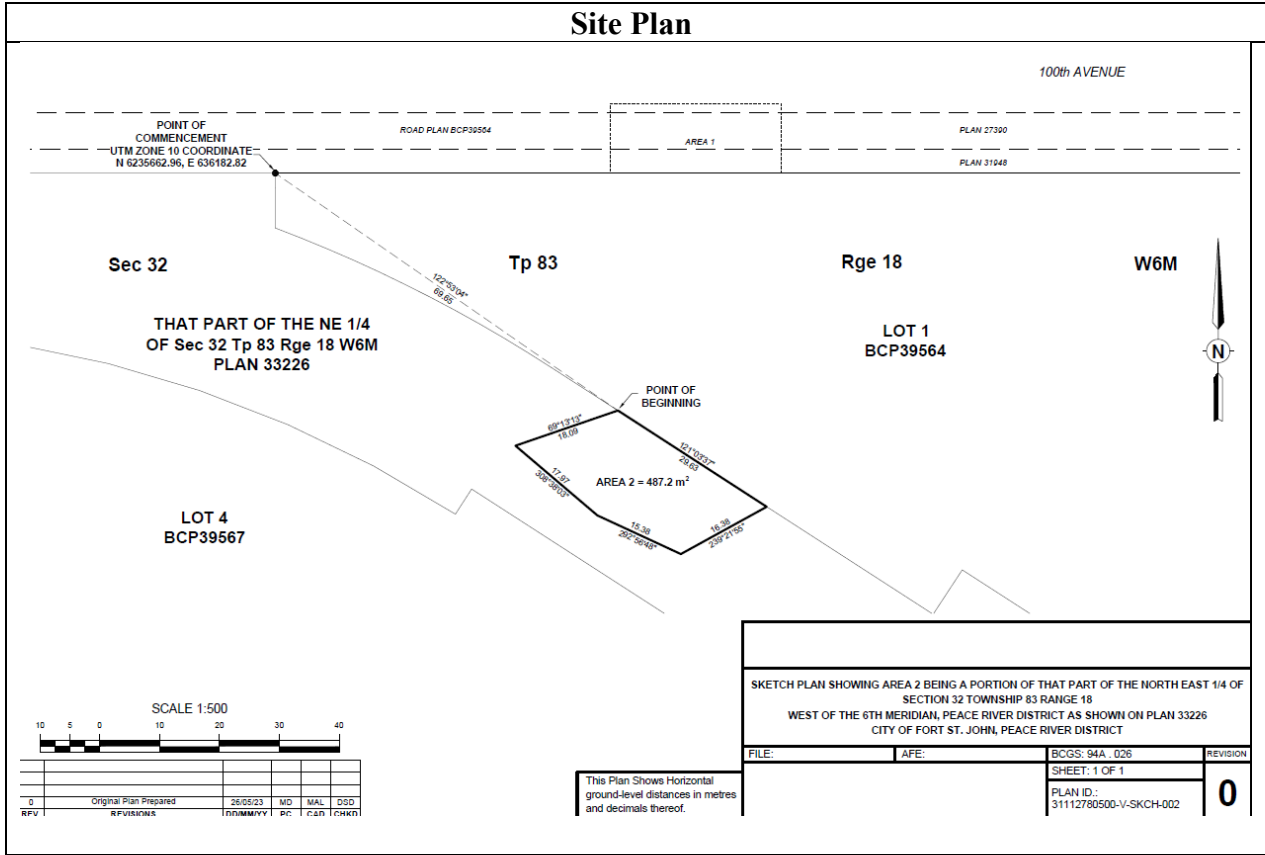 Site Plan
100th AVENUE
POINT OF
COMMENCEMENT
UTM ZONE 10 COORDINATE
N 6235662.96, E 636182.82
ROAD PLAN BCP39564
AREA 1
PLAN 27390
PLAN 31948
Sec 32
Tp 83
Rge 18
W6M
122°53'04"
69.65
THAT PART OF THE NE 1/4
OF Sec 32 Tp 83 Rge 18 W6M
PLAN 33226
LOT 1
BCP39564
N
POINT OF
BEGINNING
69°13'13"
18.09
121°03'37"
29.63
17.97
308°38'03"
AREA 2 = 487.2 m²
15.38
292°56'48"
16.38
239°21'55"
LOT 4
BCP39567
SCALE 1:500
10 5 0 10 20 30 40
0 Original Plan Prepared 26/05/23 MD MAL DSD
REV REVISIONS DD/MM/YY PC CAD CHKD
This Plan Shows Horizontal
ground-level distances in metres
and decimals thereof.
SKETCH PLAN SHOWING AREA 2 BEING A PORTION OF THAT PART OF THE NORTH EAST 1/4 OF
SECTION 32 TOWNSHIP 83 RANGE 18
WEST OF THE 6TH MERIDIAN, PEACE RIVER DISTRICT AS SHOWN ON PLAN 33226
CITY OF FORT ST. JOHN, PEACE RIVER DISTRICT
FILE: AFE: BCGS: 94A . 026 REVISION
SHEET: 1 OF 1
PLAN ID.:
31112780500-V-SKCH-002
0